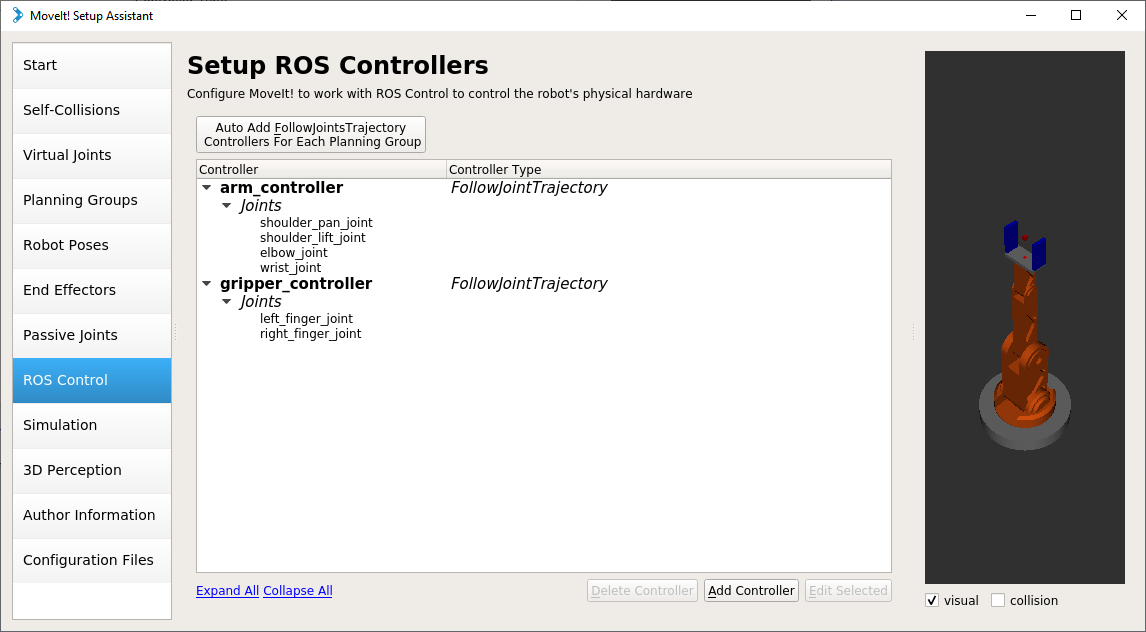 MoveIt! Setup Assistant
Start
Self-Collisions
Virtual Joints
Planning Groups
Robot Poses
End Effectors
Passive Joints
ROS Control
Simulation
3D Perception
Author Information
Configuration Files
Setup ROS Controllers
Configure MoveIt! to work with ROS Control to control the robot's physical hardware
Auto Add FollowJointsTrajectory
Controllers For Each Planning Group
Controller Controller Type
arm_controller FollowJointTrajectory
Joints
shoulder_pan_joint
shoulder_lift_joint
elbow_joint
wrist_joint
gripper_controller FollowJointTrajectory
Joints
left_finger_joint
right_finger_joint
Expand All Collapse All Delete Controller Add Controller Edit Selected
visual collision